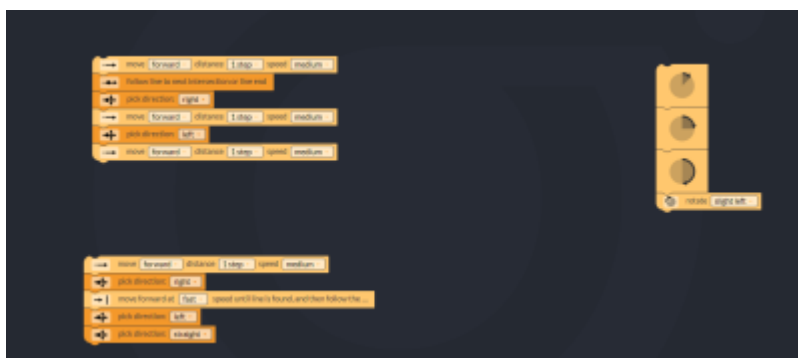 move forward distance 1 step speed medium
follow line to next intersection or line end
pick direction: right
move forward distance 1 step speed medium
pick direction: left
move forward distance 1 step speed medium
rotate slight left
move forward distance 1 step speed medium
pick direction: right
move forward at fast speed until line is found, and then follow the ...
pick direction: left
pick direction: straight